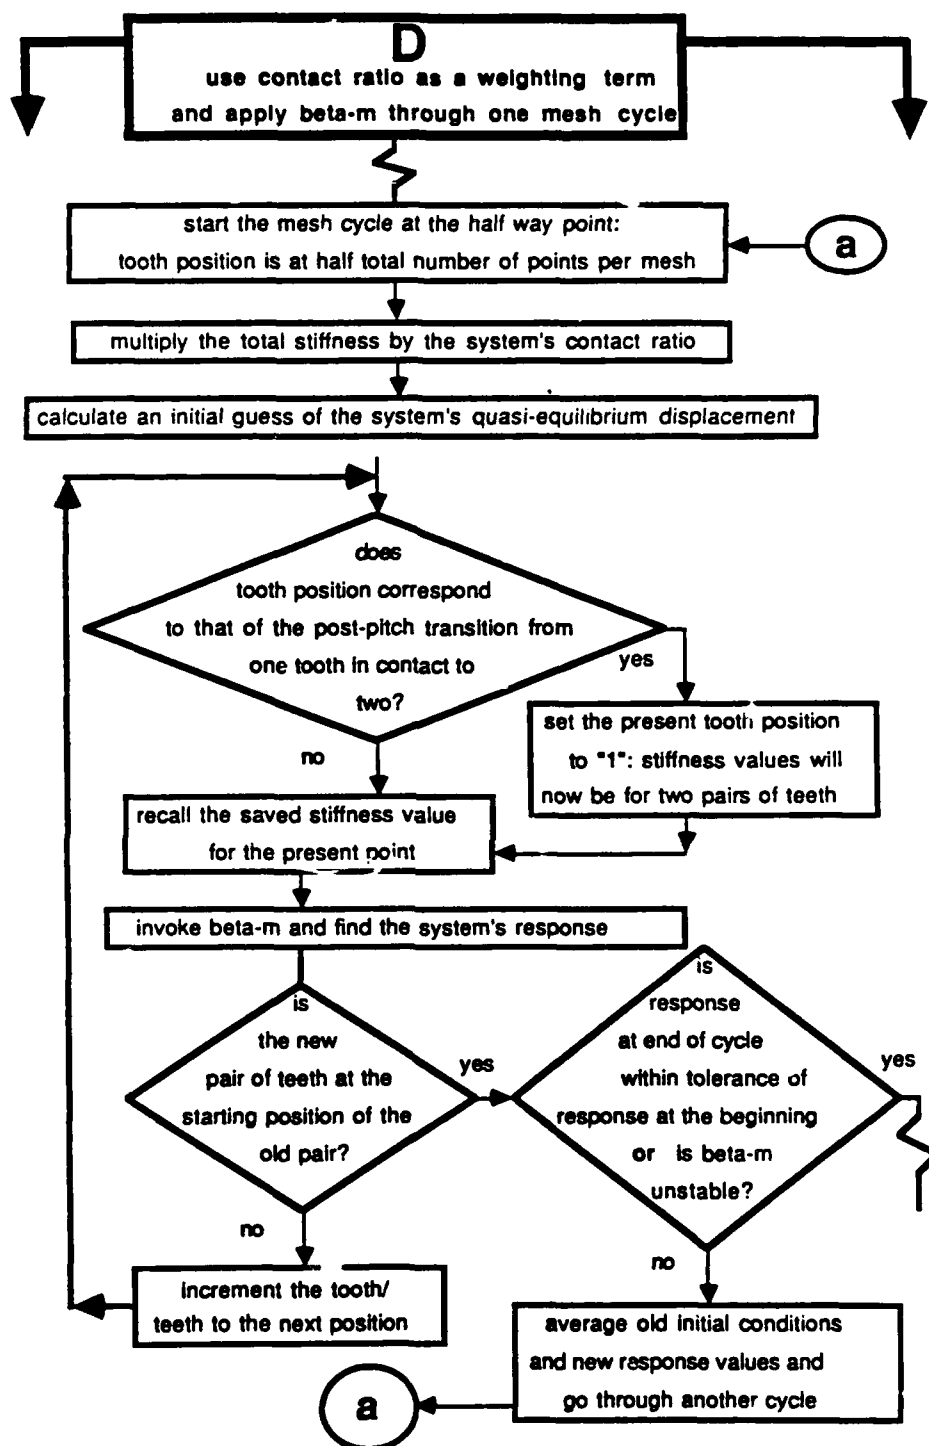 D
use contact ratio as a weighting term
and apply beta-m through one mesh cycle
start the mesh cycle at the half way point:
tooth position is at half total number of points per mesh
a
multiply the total stiffness by the system's contact ratio
calculate an initial guess of the system's quasi-equilibrium displacement
does
tooth position correspond
to that of the post-pitch transition from
one tooth in contact to
two?
yes
no
set the present tooth position
to "1": stiffness values will
now be for two pairs of teeth
recall the saved stiffness value
for the present point
invoke beta-m and find the system's response
is
the new
pair of teeth at the
starting position of the
old pair?
yes
no
is
response
at end of cycle
within tolerance of
response at the beginning
or is beta-m
unstable?
yes
no
increment the tooth/
teeth to the next position
average old initial conditions
and new response values and
go through another cycle
a